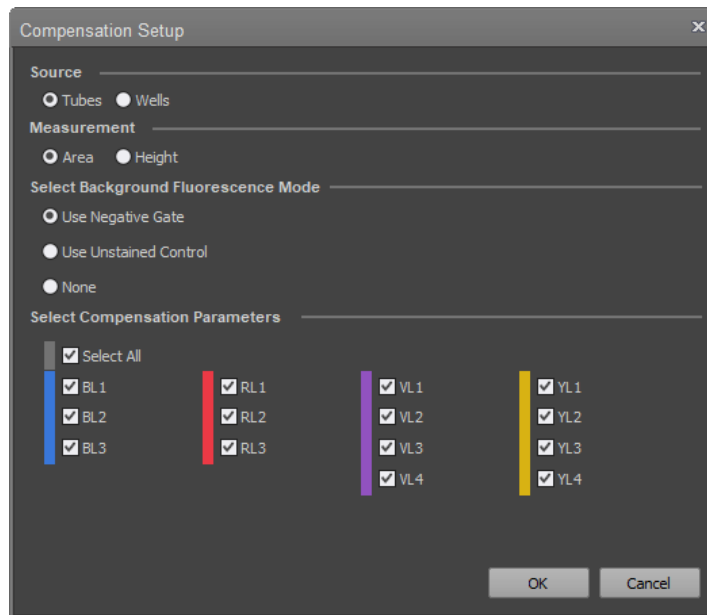 Compensation Setup
Source
Tubes Wells
Measurement
Area Height
Select Background Fluorescence Mode
Use Negative Gate
Use Unstained Control
None
Select Compensation Parameters
Select All
BL1 RL1 VL1 YL1
BL2 RL2 VL2 YL2
BL3 RL3 VL3 YL3
VL4 YL4
OK Cancel